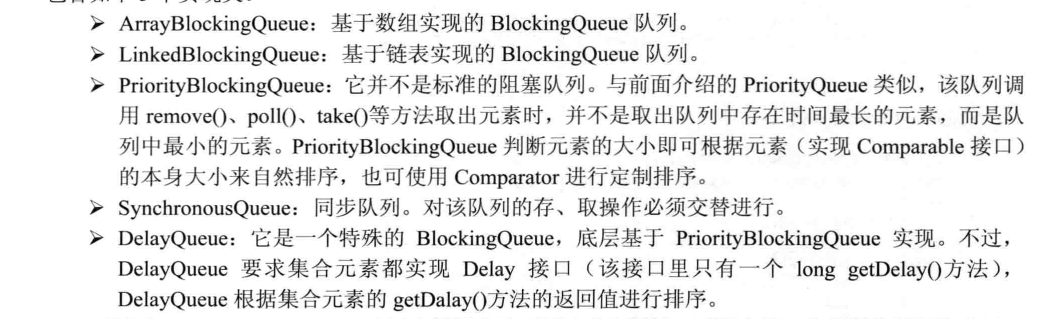 ➢ ArrayBlockingQueue：基于数组实现的 BlockingQueue 队列。
➢ LinkedBlockingQueue：基于链表实现的 BlockingQueue 队列。
➢ PriorityBlockingQueue：它并不是标准的阻塞队列。与前面介绍的 PriorityQueue 类似，该队列调
用 remove()、poll()、take()等方法取出元素时，并不是取出队列中存在时间最长的元素，而是队
列中最小的元素。PriorityBlockingQueue 判断元素的大小即可根据元素（实现 Comparable 接口）
的本身大小来自然排序，也可使用 Comparator 进行定制排序。
➢ SynchronousQueue：同步队列。对该队列的存、取操作必须交替进行。
➢ DelayQueue：它是一个特殊的 BlockingQueue，底层基于 PriorityBlockingQueue 实现。不过，
DelayQueue 要求集合元素都实现 Delay 接口（该接口里只有一个 long getDelay()方法），
DelayQueue 根据集合元素的 getDalay()方法的返回值进行排序。